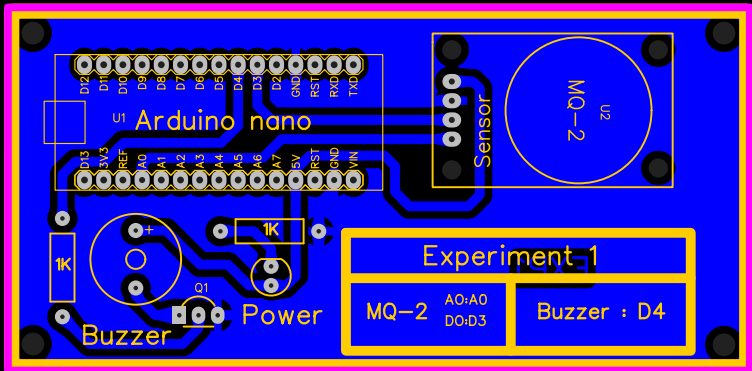 D12 D11 D10 D9 D8 D7 D6 D5 D4 D3 D2 GND RST RXD TXD
U1 Arduino nano
D13 3V3 REF A0 A1 A2 A3 A4 A5 A6 A7 5V RST GND VIN
Sensor
MQ-2
U2
+
1K
1K
Q1
Power
Buzzer
Experiment 1
MQ-2 AO:A0
DO:D3
Buzzer : D4